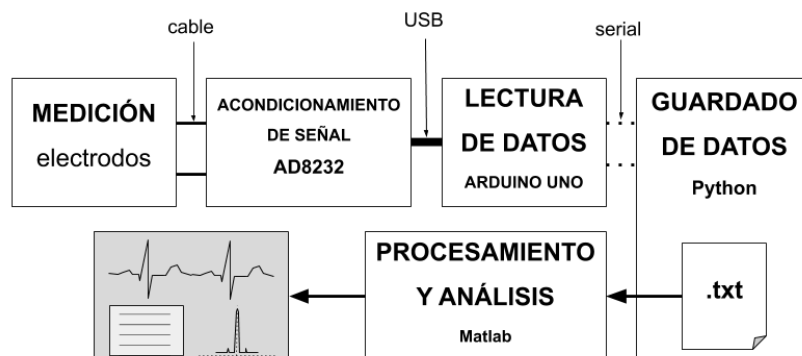 cable
USB
serial
MEDICIÓN
electrodos
ACONDICIONAMIENTO
DE SEÑAL
AD8232
LECTURA
DE DATOS
ARDUINO UNO
GUARDADO
DE DATOS
Python
PROCESAMIENTO
Y ANÁLISIS
Matlab
.txt